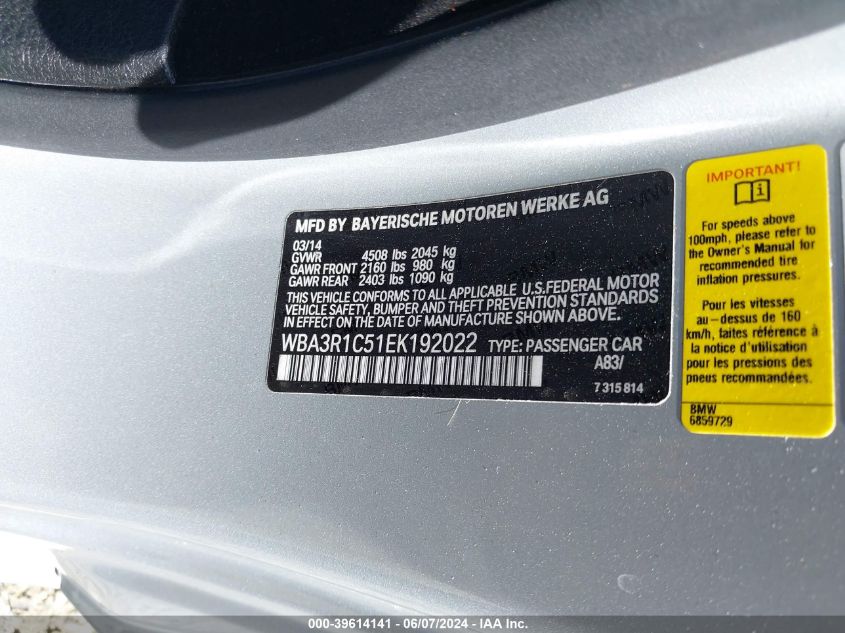 MFD BY BAYERISCHE MOTOREN WERKE AG
03/14
GVWR 4508 lbs 2045 kg
GAWR FRONT 2160 lbs 980 kg
GAWR REAR 2403 lbs 1090 kg
THIS VEHICLE CONFORMS TO ALL APPLICABLE U.S.FEDERAL MOTOR
VEHICLE SAFETY, BUMPER AND THEFT PREVENTION STANDARDS
IN EFFECT ON THE DATE OF MANUFACTURE SHOWN ABOVE.
WBA3R1C51EK192022 TYPE: PASSENGER CAR
A83/
7 315 814
IMPORTANT!
For speeds above
100mph, please refer to
the Owner's Manual for
recommended tire
inflation pressures.
Pour les vitesses
au-dessus de 160
km/h, faites référence à
la notice d'utilisation
pour les pressions des
pneus recommandées.
BMW
6859729
000-39614141 - 06/07/2024 - IAA Inc.